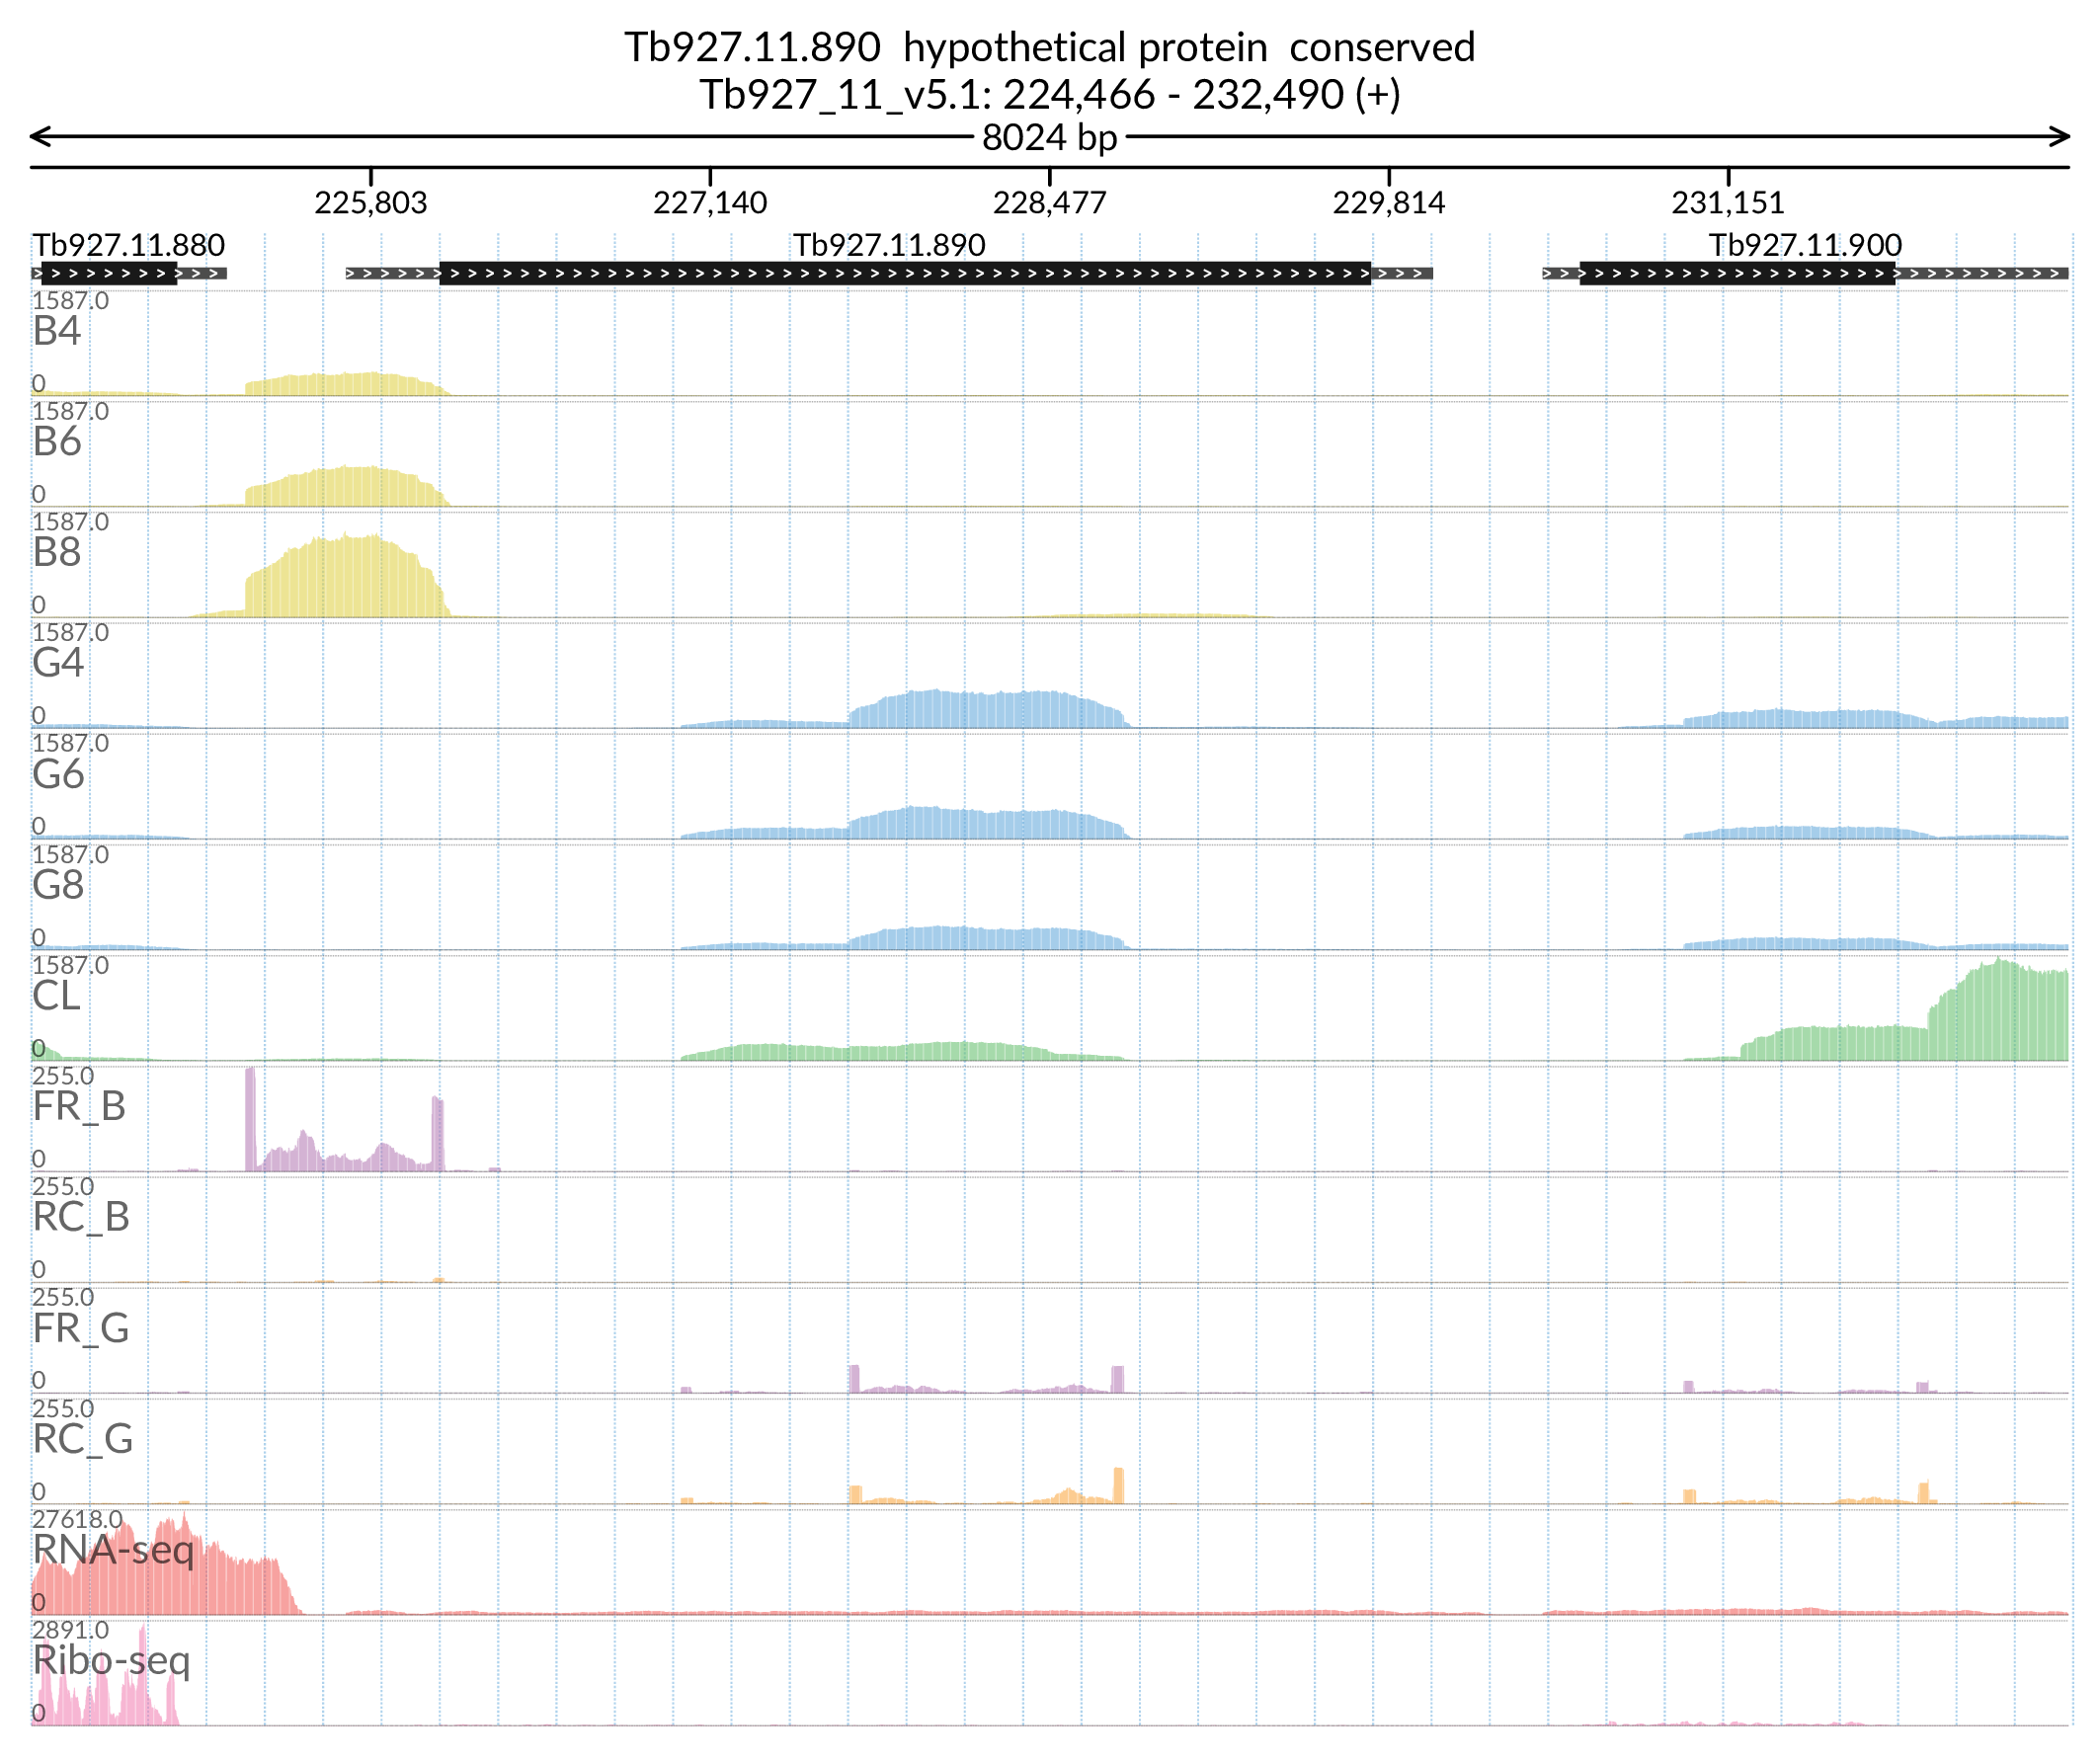 Tb927.11.890 hypothetical protein conserved
Tb927_11_v5.1: 224,466 - 232,490 (+)
8024 bp
225,803 227,140 228,477 229,814 231,151
Tb927.11.880 Tb927.11.890 Tb927.11.900
1587.0
B4
0
1587.0
B6
0
1587.0
B8
0
1587.0
G4
0
1587.0
G6
0
1587.0
G8
0
1587.0
CL
0
255.0
FR_B
0
255.0
RC_B
0
255.0
FR_G
0
255.0
RC_G
0
27618.0
RNA-seq
0
2891.0
Ribo-seq
0